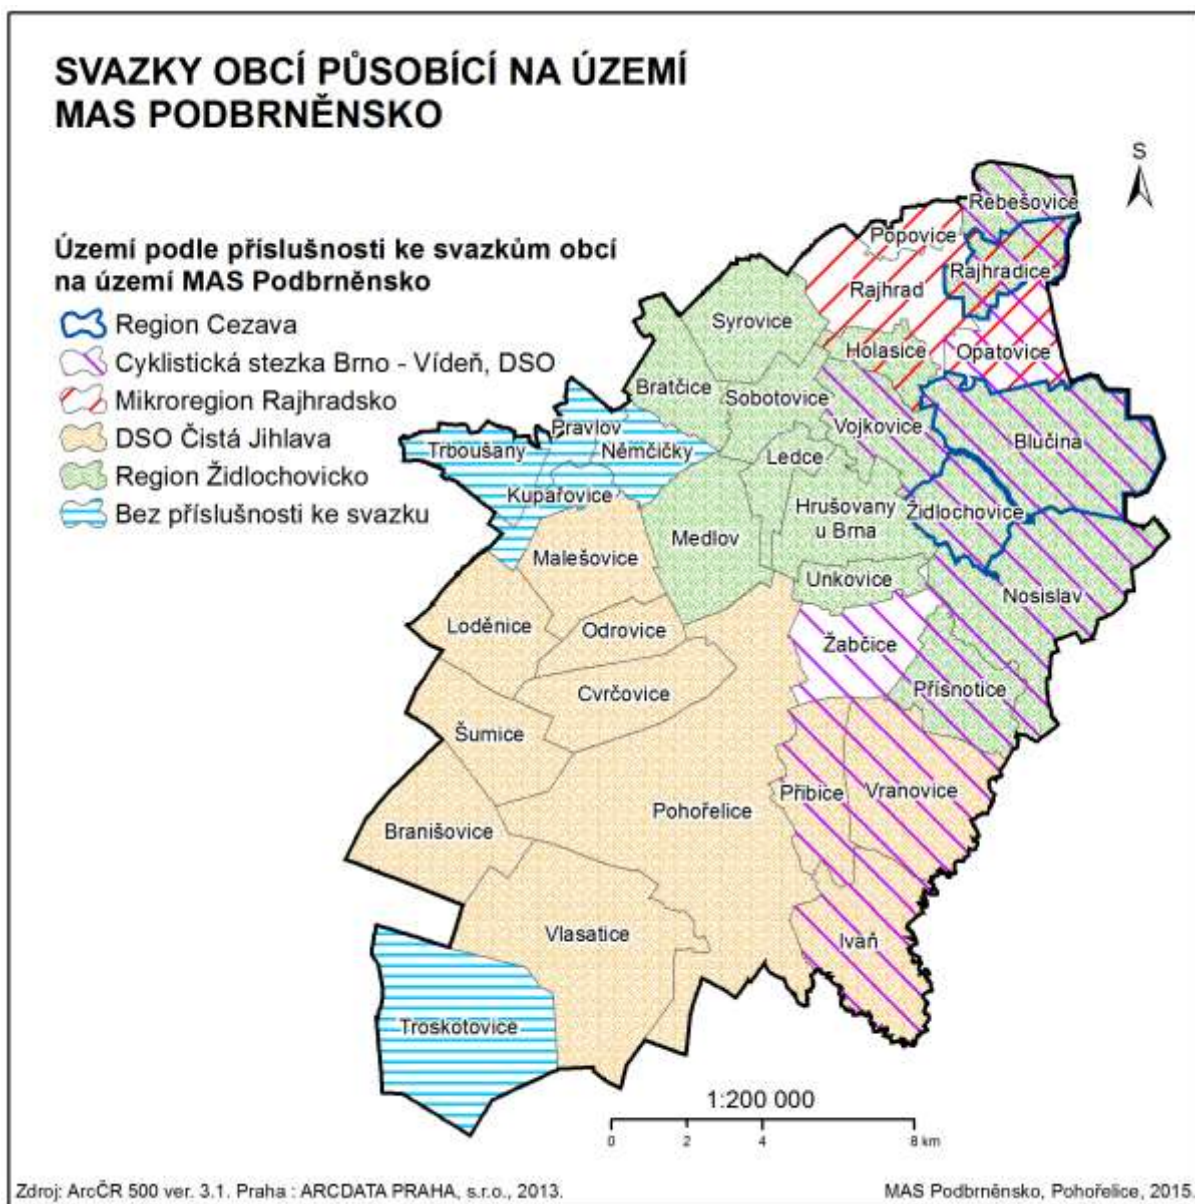 SVAZKY OBCÍ PŮSOBÍCÍ NA ÚZEMÍ
MAS PODBRNĚNSKO
S
Území podle příslušnosti ke svazkům obcí
na území MAS Podbrněnsko
Region Cezava
Cyklistická stezka Brno - Vídeň, DSO
Mikroregion Rajhradsko
DSO Čistá Jihlava
Region Židlochovicko
Bez příslušnosti ke svazku
Rebešovice
Popovice
Rajhradice
Rajhrad
Syrovice
Holasice
Opatovice
Bratčice
Sobotovice
Vojkovice
Blučina
Pravlov
Trboušany
Němčičky
Ledce
Kupařovice
Hrušovany
u Brna
Židlochovice
Medlov
Malešovice
Unkovice
Nosislav
Loděnice
Odrovice
Žabčice
Cvrčovice
Přísnotice
Šumice
Přibice
Vranovice
Pohořelice
Branišovice
Vlasatice
Ivaň
Troskotovice
1:200 000
0 2 4 8 km
Zdroj: ArcČR 500 ver. 3.1. Praha : ARCDATA PRAHA, s.r.o., 2013.
MAS Podbrněnsko, Pohořelice, 2015